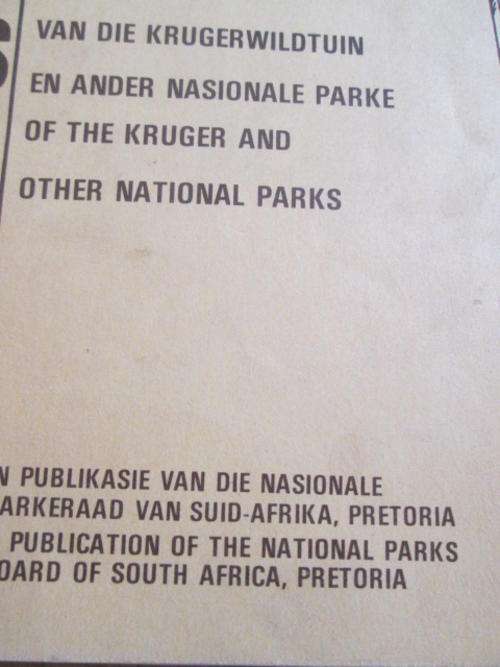 S
VAN DIE KRUGERWILDTUIN
EN ANDER NASIONALE PARKE
OF THE KRUGER AND
OTHER NATIONAL PARKS
N PUBLIKASIE VAN DIE NASIONALE
ARKERAAD VAN SUID-AFRIKA, PRETORIA
PUBLICATION OF THE NATIONAL PARKS
OARD OF SOUTH AFRICA, PRETORIA